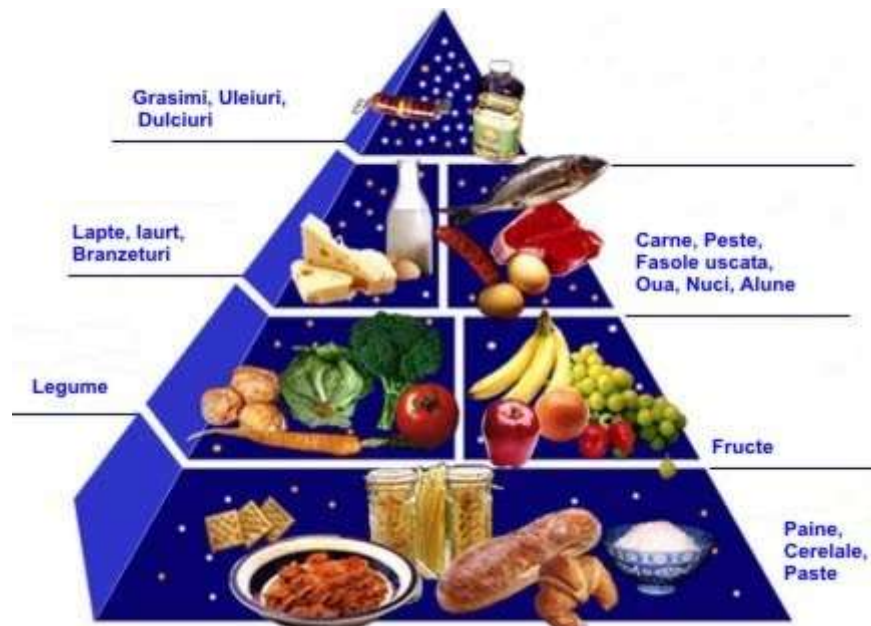 Grasimi, Uleiuri,
Dulciuri
Lapte, Iaurt,
Branzeturi
Carne, Peste,
Fasole uscata,
Oua, Nuci, Alune
Legume
Fructe
Paine,
Cerelale,
Paste